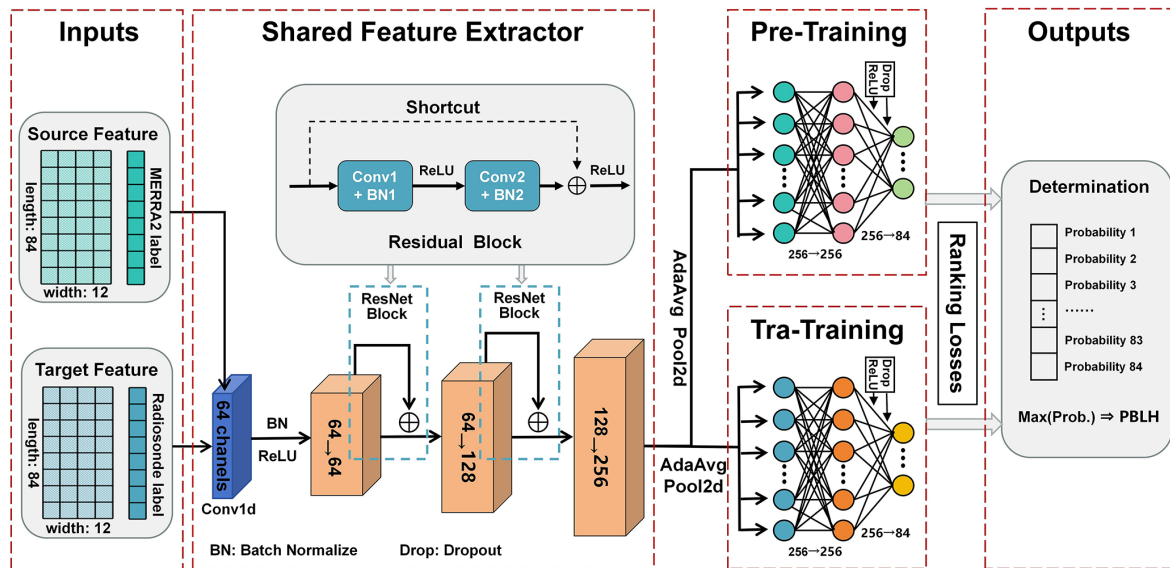 Inputs
Source Feature
length: 84
MERRA2 label
width: 12
Target Feature
length: 84
Radiosonde label
width: 12
Shared Feature Extractor
Shortcut
Conv1
+ BN1
ReLU
Conv2
+ BN2
ReLU
Residual Block
ResNet
Block
ResNet
Block
64 channels
Conv1d
BN
ReLU
64→64
64→128
128→256
BN: Batch Normalize
Drop: Dropout
AdaAvg
Pool2d
AdaAvg
Pool2d
Pre-Training
Drop
ReLU
256→256
256→84
Tra-Training
Drop
ReLU
256→256
256→84
Ranking Losses
Outputs
Determination
Probability 1
Probability 2
Probability 3
⋮ ······
Probability 83
Probability 84
Max(Prob.) ⇒ PBLH